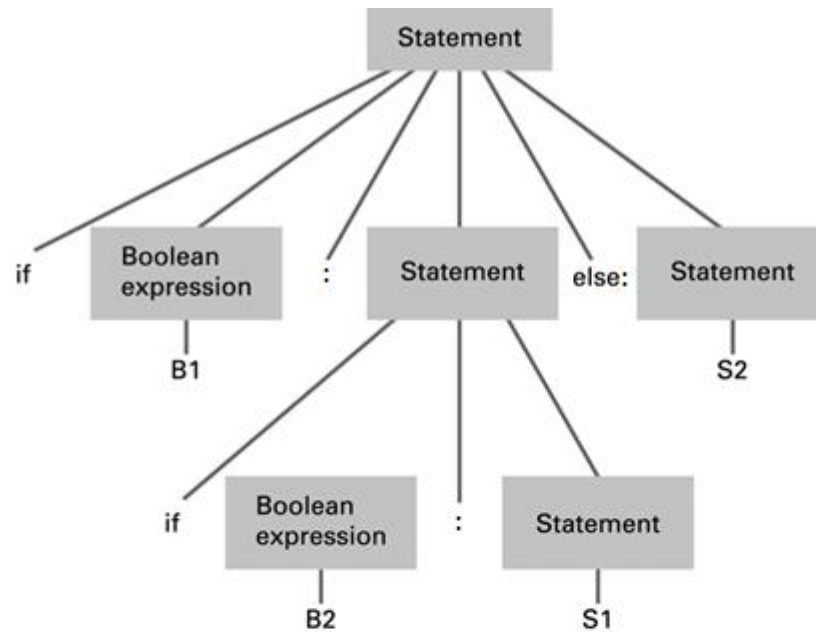 Statement
if
Boolean
expression
:
Statement
else:
Statement
B1
S2
if
Boolean
expression
:
Statement
B2
S1